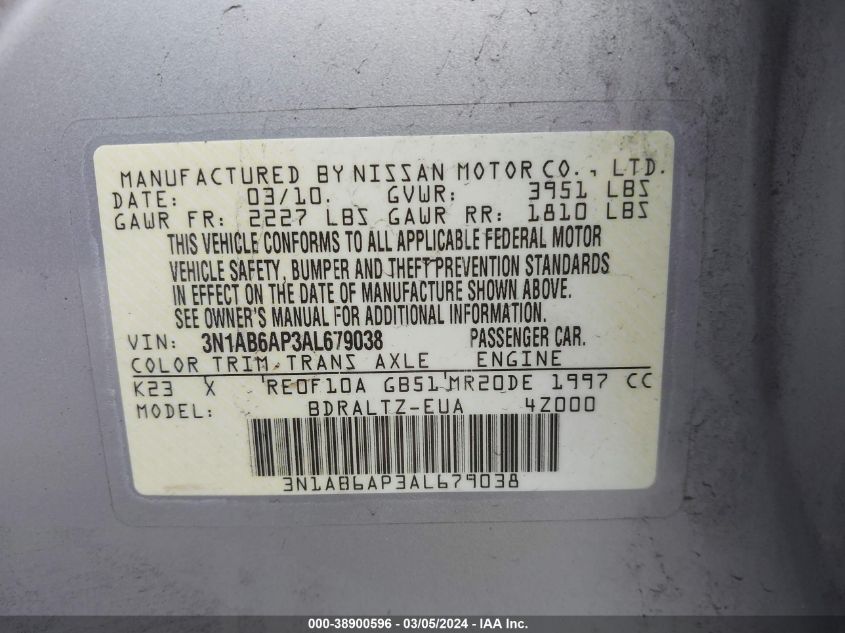 MANUFACTURED BY NISSAN MOTOR CO., LTD.
DATE: 03/10. GVWR: 3951 LBS
GAWR FR: 2227 LBS GAWR RR: 1810 LBS
THIS VEHICLE CONFORMS TO ALL APPLICABLE FEDERAL MOTOR
VEHICLE SAFETY, BUMPER AND THEFT PREVENTION STANDARDS
IN EFFECT ON THE DATE OF MANUFACTURE SHOWN ABOVE.
SEE OWNER'S MANUAL FOR ADDITIONAL INFORMATION.
VIN: 3N1AB6AP3AL679038 PASSENGER CAR.
COLOR TRIM TRANS AXLE ENGINE
K23 X RE0F10A GB51 MR20DE 1997 CC
MODEL: BDRALTZ-EUA 4Z000
3N1AB6AP3AL679038
000-38900596 - 03/05/2024 - IAA, Inc.